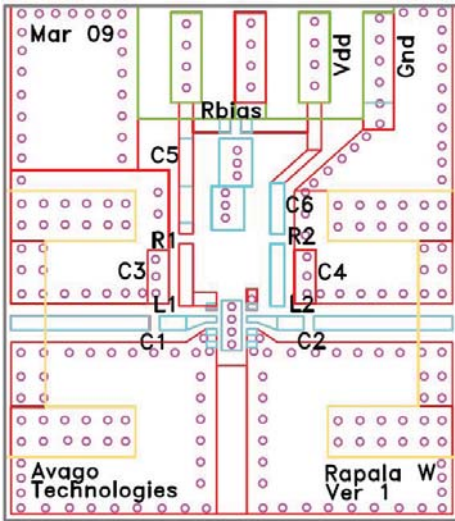 Mar 09
Vdd
Gnd
Rbias
C5
C6
R1
R2
C3
C4
L1
L2
C1
C2
Avago
Technologies
Rapala W
Ver 1